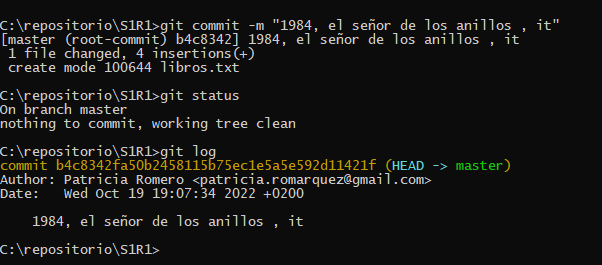 C:\repositorio\S1R1>git commit -m "1984, el señor de los anillos , it"
[master (root-commit) b4c8342] 1984, el señor de los anillos , it
 1 file changed, 4 insertions(+)
 create mode 100644 libros.txt
C:\repositorio\S1R1>git status
On branch master
nothing to commit, working tree clean
C:\repositorio\S1R1>git log
commit b4c8342fa50b2458115b75ec1e5a5e592d11421f (HEAD -> master)
Author: Patricia Romero <patricia.romarquez@gmail.com>
Date:   Wed Oct 19 19:07:34 2022 +0200
    1984, el señor de los anillos , it
C:\repositorio\S1R1>